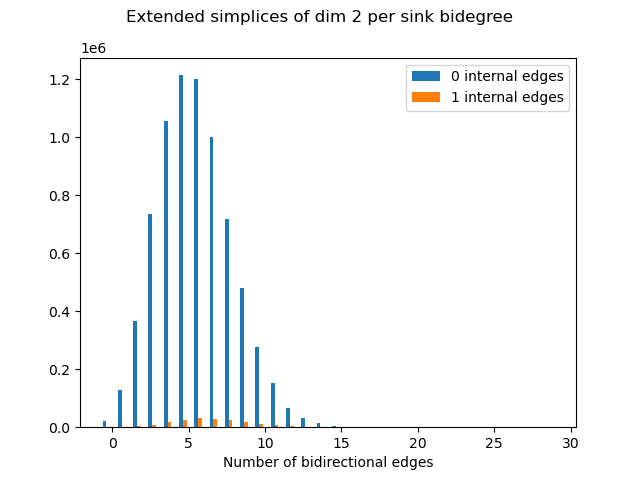 Extended simplices of dim 2 per sink bidegree
1e6
0 internal edges
1 internal edges
1.2
1.0
0.8
0.6
0.4
0.2
0.0
0 5 10 15 20 25 30
Number of bidirectional edges